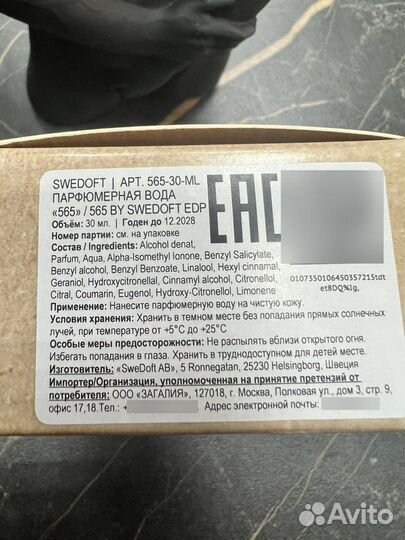 SWEDOFT | АРТ. 565-30-ML
ПАРФЮМЕРНАЯ ВОДА
«565» / 565 BY SWEDOFT EDP
Объём: 30 мл. | Годен до 12.2028
Номер партии: см. на упаковке
Состав / Ingredients: Alcohol denat,
Parfum, Aqua, Alpha-Isomethyl Ionone, Benzyl Salicylate,
Benzyl alcohol, Benzyl Benzoate, Linalool, Hexyl cinnamal,
Geraniol, Hydroxycitronellal, Cinnamyl alcohol, Citronellol,
Citral, Coumarin, Eugenol, Hydroxy-Citronellol, Limonene
EAC
0107350106450357215tdt
et8DQ%Ig,
Применение: Нанесите парфюмерную воду на чистую кожу.
Условия хранения: Хранить в темном месте без попадания прямых солнечных
лучей, при температуре от +5°C до +25°C
Особые меры предосторожности: Не распылять вблизи открытого огня.
Избегать попадания в глаза. Хранить в труднодоступном для детей месте.
Изготовитель: «SweDoft AB», 5 Ronnegatan, 25230 Helsingborg, Швеция
Импортер/Организация, уполномоченная на принятие претензий от
потребителя: ООО «ЗАГАЛИЯ», 127018, г. Москва, Полковая ул., дом 3, стр. 9,
офис 17,18.Тел.: + Адрес электронной почты:
Avito